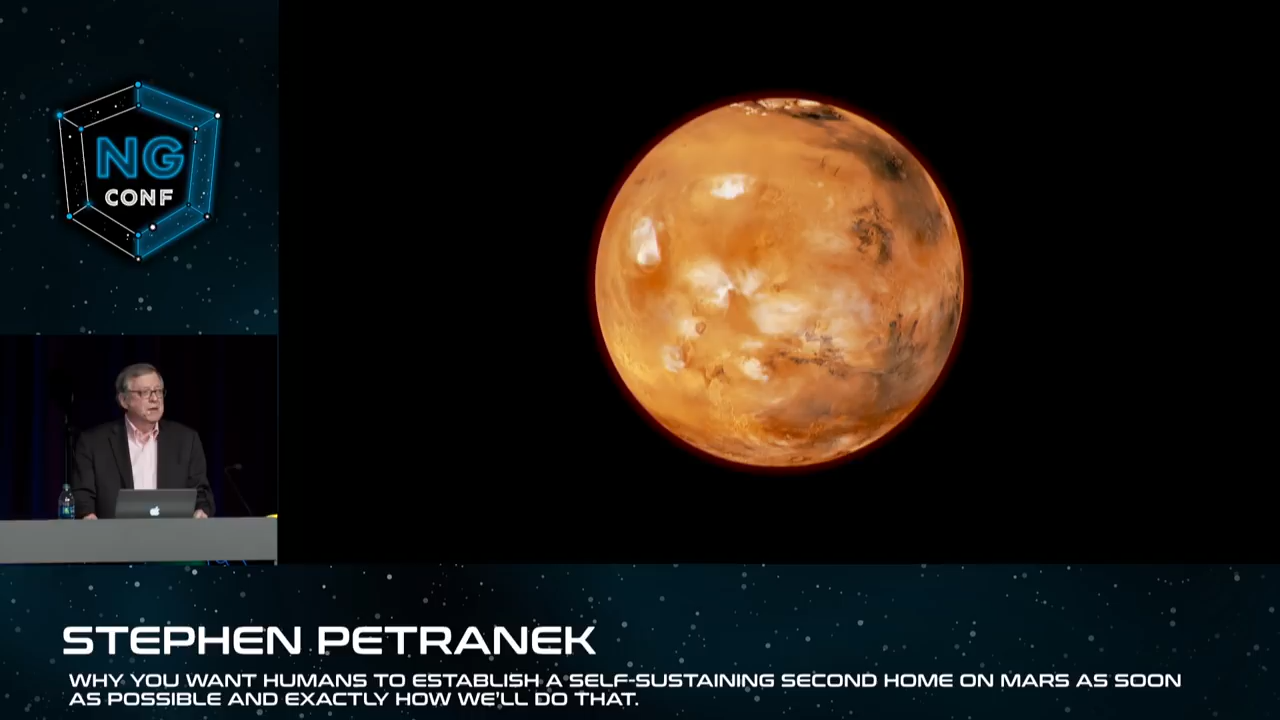 NG
CONF
STEPHEN PETRANEK
WHY YOU WANT HUMANS TO ESTABLISH A SELF-SUSTAINING SECOND HOME ON MARS AS SOON
AS POSSIBLE AND EXACTLY HOW WE'LL DO THAT.